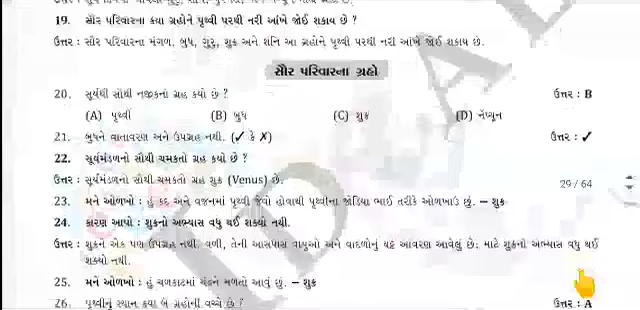 19. સૌર પરિવારના કયા ગ્રહોને પૃથ્વી પરથી નરી આંખે જોઈ શકાય છે ?
ઉત્તર : સૌર પરિવારના મંગળ, બુધ, ગુરુ, શુક્ર અને શનિ આ ગ્રહોને પૃથ્વી પરથી નરી આંખે જોઈ શકાય છે.
સૌર પરિવારના ગ્રહો
20. સૂર્યથી સૌથી નજીકનો ગ્રહ કયો છે ? ઉત્તર : B
(A) પૃથ્વી (B) બુધ (C) શુક્ર (D) નેપ્ચૂન
21. બુધને વાતાવરણ અને ઉપગ્રહ નથી. (✓ કે ✗) ઉત્તર : ✓
22. સૂર્યમંડળનો સૌથી ચમકતો ગ્રહ કયો છે ?
ઉત્તર : સૂર્યમંડળનો સૌથી ચમકતો ગ્રહ શુક્ર (Venus) છે.
29 / 64
23. મને ઓળખો : હું કદ અને વજનમાં પૃથ્વી જેવો હોવાથી પૃથ્વીના જોડિયા ભાઈ તરીકે ઓળખાઉં છું. – શુક્ર
24. કારણ આપો : શુક્રનો અભ્યાસ વધુ થઈ શક્યો નથી.
ઉત્તર : શુક્રને એક પણ ઉપગ્રહ નથી. વળી, તેની આસપાસ વાયુઓ અને વાદળોનું ઘટ્ટ આવરણ આવેલું છે; માટે શુક્રનો અભ્યાસ વધુ થઈ
શક્યો નથી.
25. મને ઓળખો : હું ચળકાટમાં ચંદ્રને મળતો આવું છું. – શુક્ર
26. પૃથ્વીનું સ્થાન કયા બે ગ્રહોની વચ્ચે છે ? ઉત્તર : A